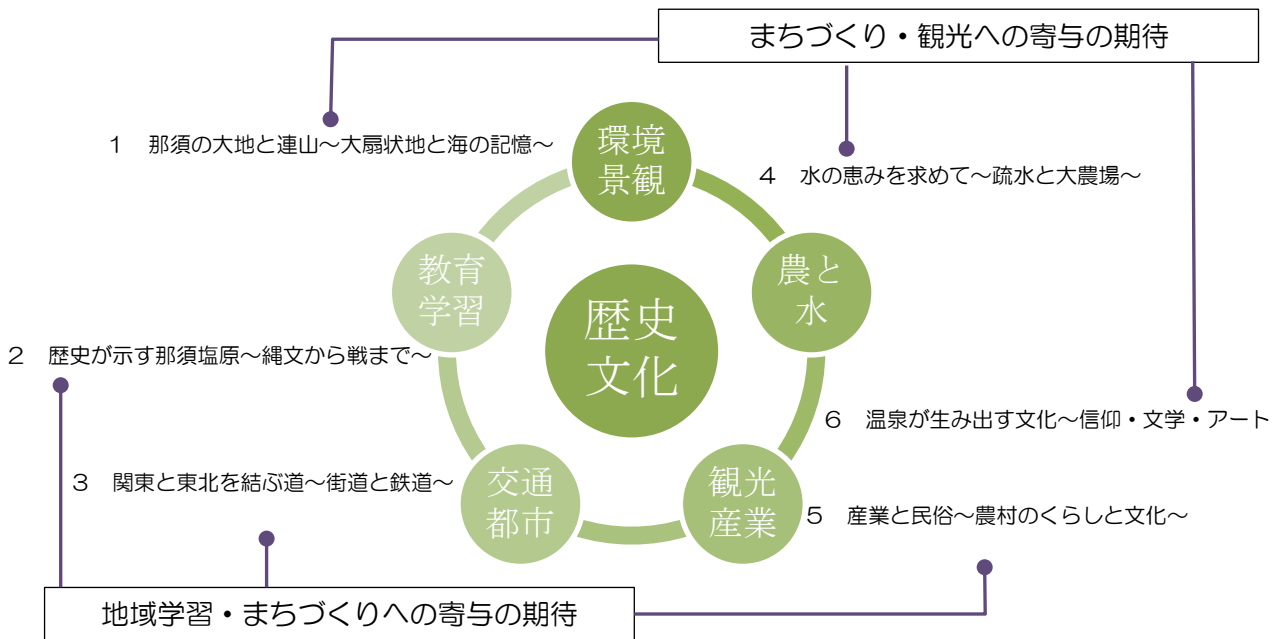 まちづくり・観光への寄与の期待
1 那須の大地と連山～大扇状地と海の記憶～
環境
景観
4 水の恵みを求めて～疏水と大農場～
教育
学習
農と
水
歴史
文化
2 歴史が示す那須塩原～縄文から戦まで～
6 温泉が生み出す文化～信仰・文学・アート
3 関東と東北を結ぶ道～街道と鉄道～
交通
都市
観光
産業
5 産業と民俗～農村のくらしと文化～
地域学習・まちづくりへの寄与の期待